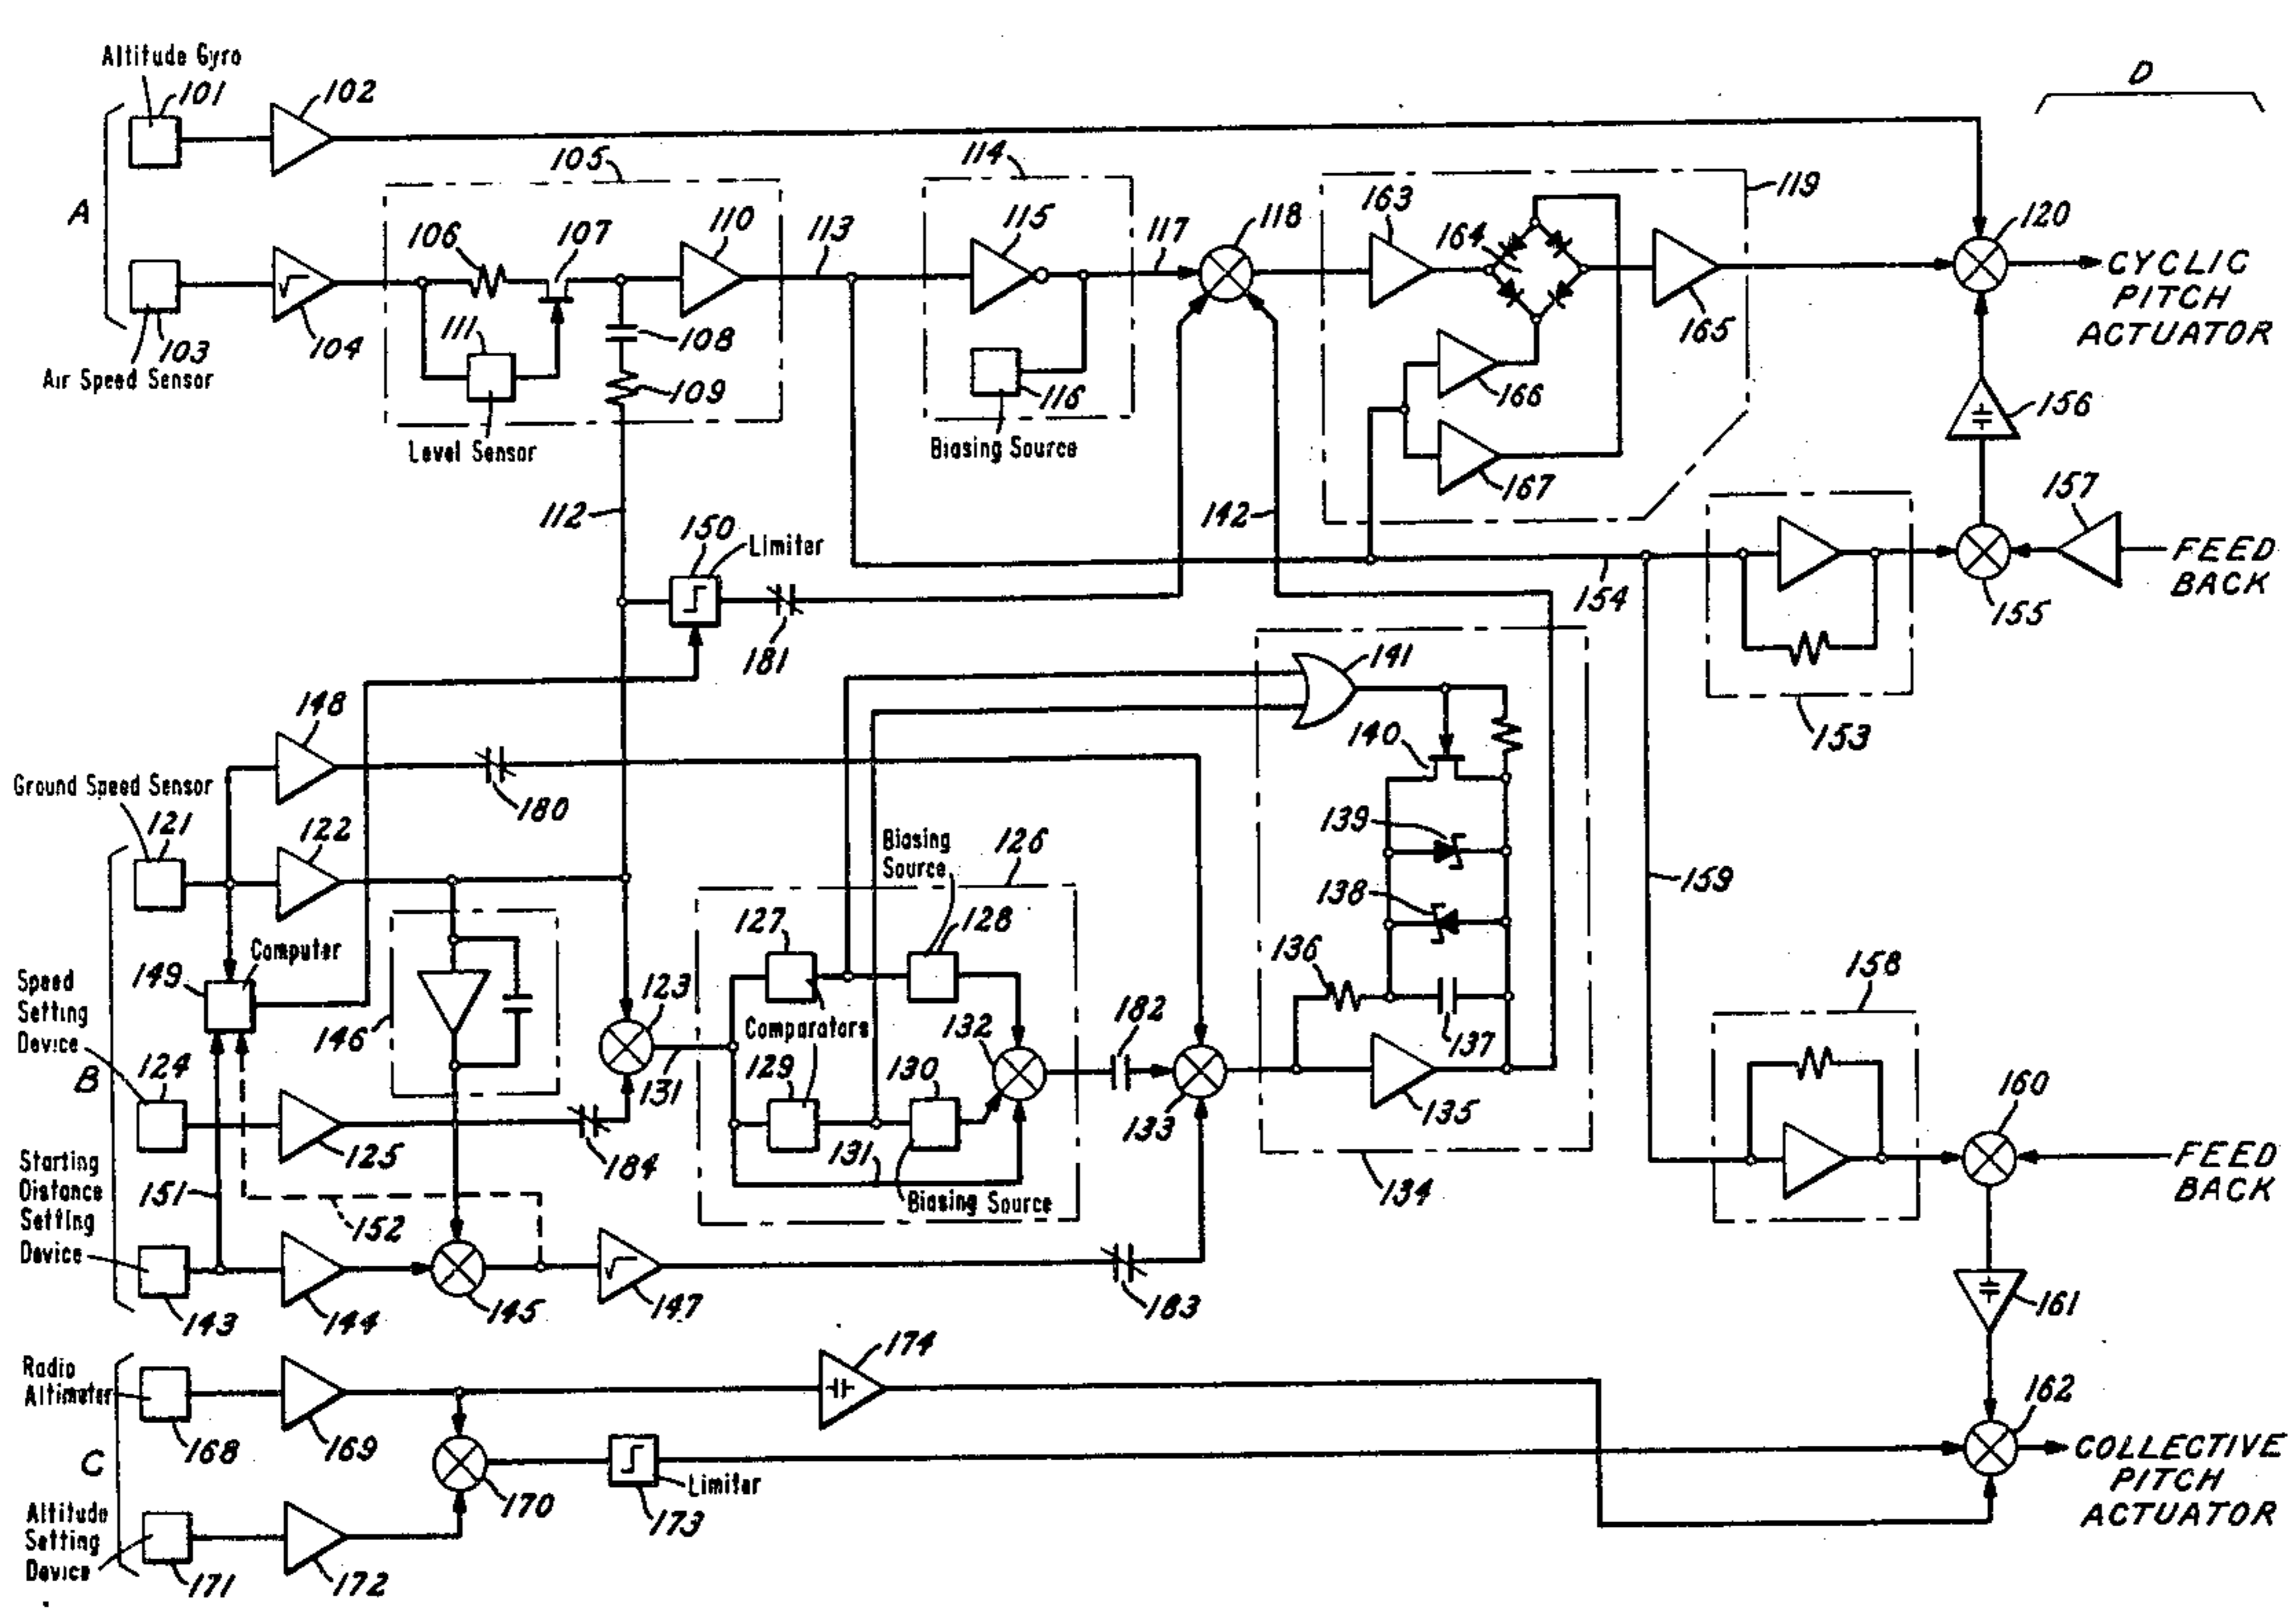 Altitude Gyro
101
102
D
A
105
114
119
106
107
110
113
115
117
118
163
164
120
CYCLIC
PITCH
ACTUATOR
104
103
Air Speed Sensor
111
108
109
116
165
166
156
Level Sensor
Biasing Source
167
157
112
150
Limiter
142
154
155
FEED
BACK
181
141
153
148
140
180
Ground Speed Sensor
121
122
Biasing
Source
126
139
138
159
Computer
127
128
136
158
Speed
Setting
Device
149
146
123
Comparators
132
182
137
B
124
131
129
130
133
135
160
125
184
FEED
BACK
Starting
Distance
Setting
Device
151
152
131
Biasing Source
134
143
144
145
147
183
161
Radio
Altimeter
174
162
168
169
C
170
Limiter
173
COLLECTIVE
PITCH
ACTUATOR
Altitude
Setting
Device
171
172